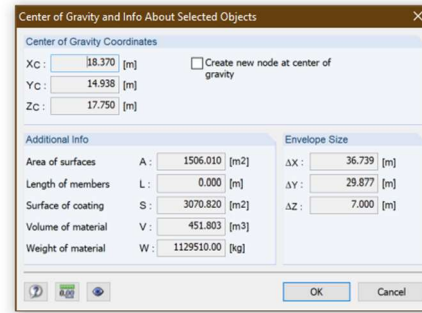 Center of Gravity and Info About Selected Objects
Center of Gravity Coordinates
XC : 18.370 [m]
Create new node at center of gravity
YC : 14.938 [m]
ZC : 17.750 [m]
Additional Info
Area of surfaces A : 1506.010 [m2]
Length of members L : 0.000 [m]
Surface of coating S : 3070.820 [m2]
Volume of material V : 451.803 [m3]
Weight of material W : 1129510.00 [kg]
Envelope Size
ΔX : 36.739 [m]
ΔY : 29.877 [m]
ΔZ : 7.000 [m]
0.00
OK Cancel